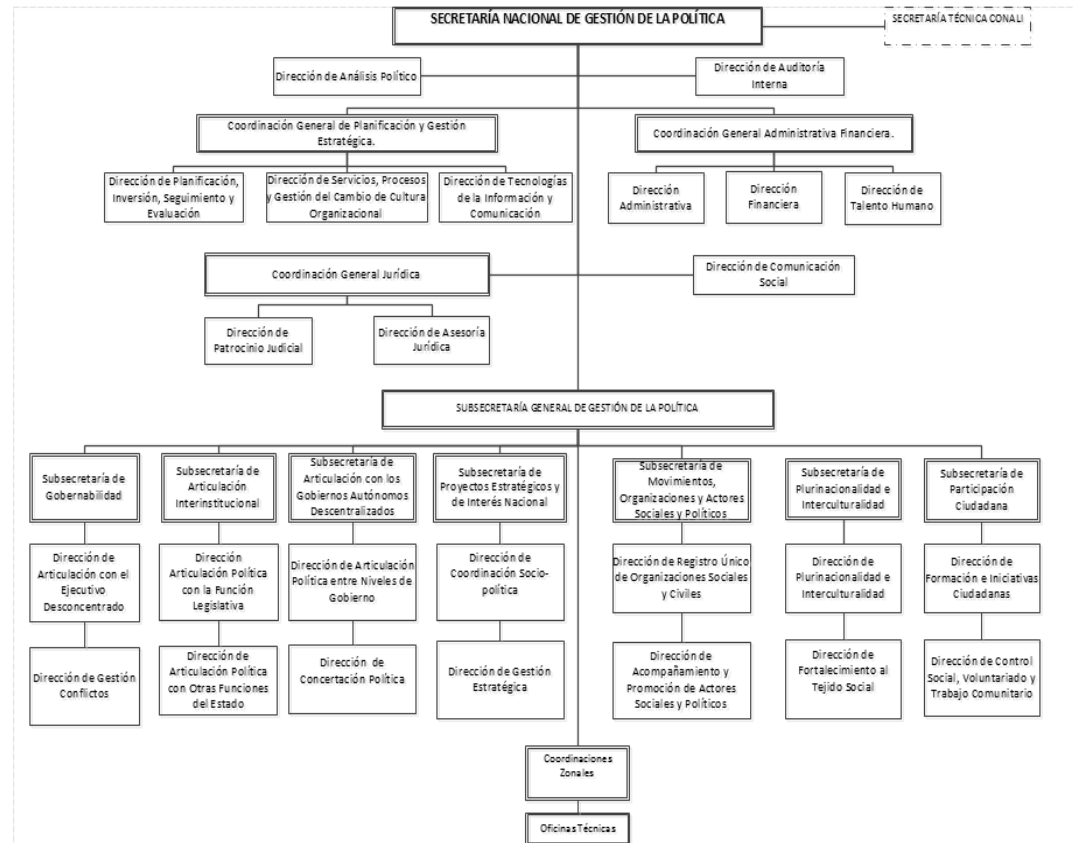 SECRETARÍA NACIONAL DE GESTIÓN DE LA POLÍTICA
SECRETARÍA TÉCNICA CONALI
Dirección de Análisis Político
Dirección de Auditoría
Interna
Coordinación General de Planificación y Gestión
Estratégica.
Coordinación General Administrativa Financiera.
Dirección de Planificación,
Inversión, Seguimiento y
Evaluación
Dirección de Servicios, Procesos
y Gestión del Cambio de Cultura
Organizacional
Dirección de Tecnologías
de la Información y
Comunicación
Dirección
Administrativa
Dirección
Financiera
Dirección de
Talento Humano
Coordinación General Jurídica
Dirección de Comunicación
Social
Dirección de
Patrocinio Judicial
Dirección de Asesoría
Jurídica
SUBSECRETARÍA GENERAL DE GESTIÓN DE LA POLÍTICA
Subsecretaría de
Gobernabilidad
Subsecretaría de
Articulación
Interinstitucional
Subsecretaría de
Articulación con los
Gobiernos Autónomos
Descentralizados
Subsecretaría de
Proyectos Estratégicos y
de Interés Nacional
Subsecretaría de
Movimientos,
Organizaciones y Actores
Sociales y Políticos
Subsecretaría de
Plurinacionalidad e
Interculturalidad
Subsecretaría de
Participación
Ciudadana
Dirección de
Articulación con el
Ejecutivo
Desconcentrado
Dirección
Articulación Política
con la Función
Legislativa
Dirección de Articulación
Política entre Niveles de
Gobierno
Dirección de
Coordinación Socio-
política
Dirección de Registro Único
de Organizaciones Sociales
y Civiles
Dirección de
Plurinacionalidad e
Interculturalidad
Dirección de
Formación e Iniciativas
Ciudadanas
Dirección de Gestión
Conflictos
Dirección de
Articulación Política
con Otras Funciones
del Estado
Dirección de
Concertación Política
Dirección de Gestión
Estratégica
Dirección de
Acompañamiento y
Promoción de Actores
Sociales y Políticos
Dirección de
Fortalecimiento al
Tejido Social
Dirección de Control
Social, Voluntariado y
Trabajo Comunitario
Coordinaciones
Zonales
Oficinas Técnicas